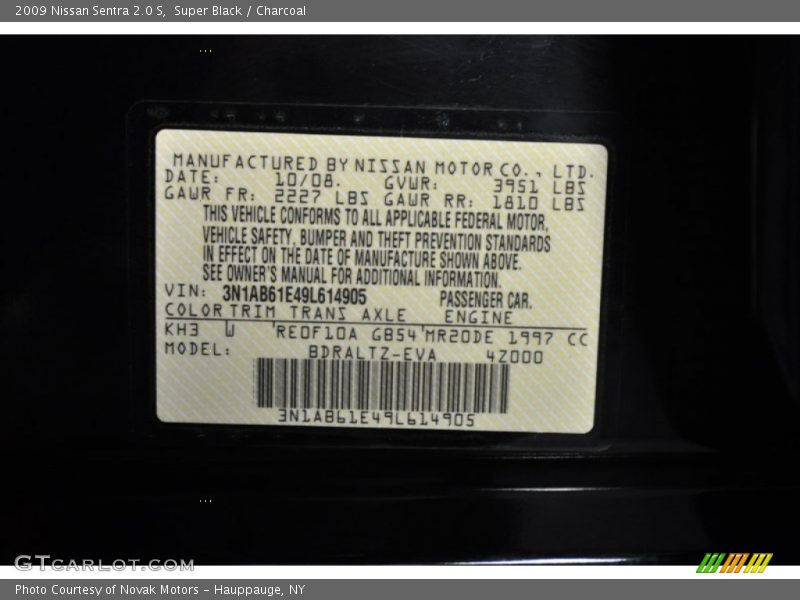 2009 Nissan Sentra 2.0 S, Super Black / Charcoal
MANUFACTURED BY NISSAN MOTOR CO., LTD.
DATE: 10/08. GVWR: 3951 LBS
GAWR FR: 2227 LBS GAWR RR: 1810 LBS
THIS VEHICLE CONFORMS TO ALL APPLICABLE FEDERAL MOTOR
VEHICLE SAFETY, BUMPER AND THEFT PREVENTION STANDARDS
IN EFFECT ON THE DATE OF MANUFACTURE SHOWN ABOVE.
SEE OWNER'S MANUAL FOR ADDITIONAL INFORMATION.
VIN: 3N1AB61E49L614905 PASSENGER CAR.
COLOR TRIM TRANS AXLE ENGINE
KH3 W RE0F10A GB54 MR20DE 1997 CC
MODEL: BDRALTZ-EVA 4Z000
3N1AB61E49L614905
GTcarlot.com
Photo Courtesy of Novak Motors - Hauppauge, NY